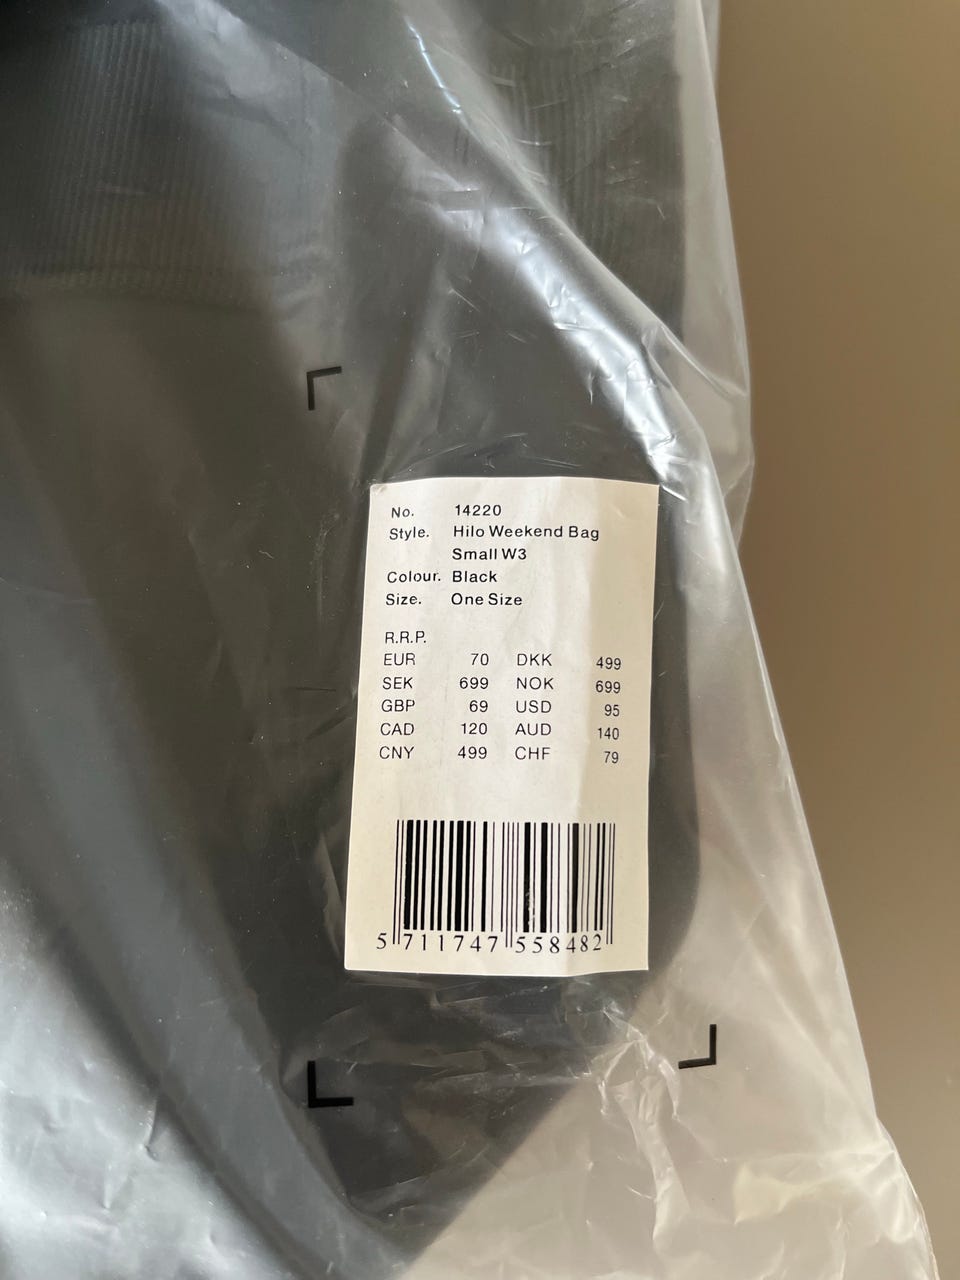 No. 14220
Style. Hilo Weekend Bag
Small W3
Colour. Black
Size. One Size
R.R.P.
EUR 70 DKK 499
SEK 699 NOK 699
GBP 69 USD 95
CAD 120 AUD 140
CNY 499 CHF 79
5 711747 558482